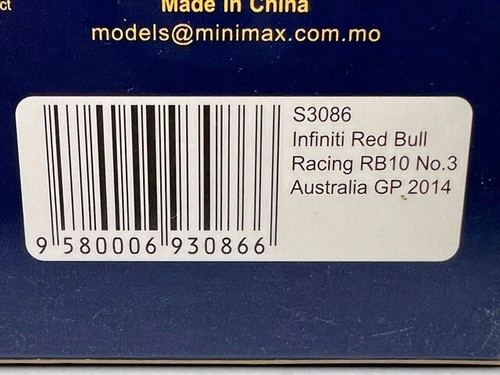 ct
Made in China
models@minimax.com.mo
S3086
Infiniti Red Bull
Racing RB10 No.3
Australia GP 2014
9 580006 930866